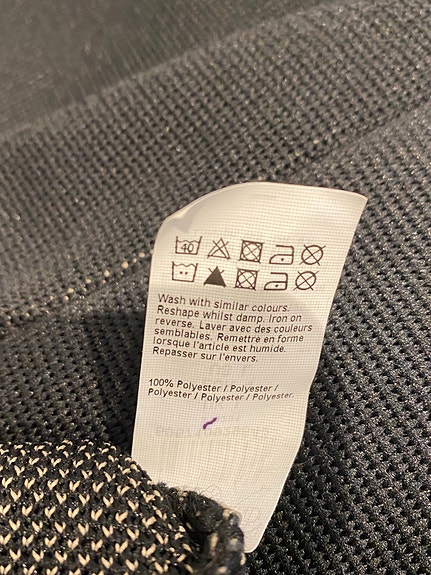 40
Wash with similar colours.
Reshape whilst damp. Iron on
reverse. Laver avec des couleurs
semblables. Remettre en forme
lorsque l'article est humide.
Repasser sur l'envers.
100% Polyester / Polyester /
Polyester / Polyester / Polyester.